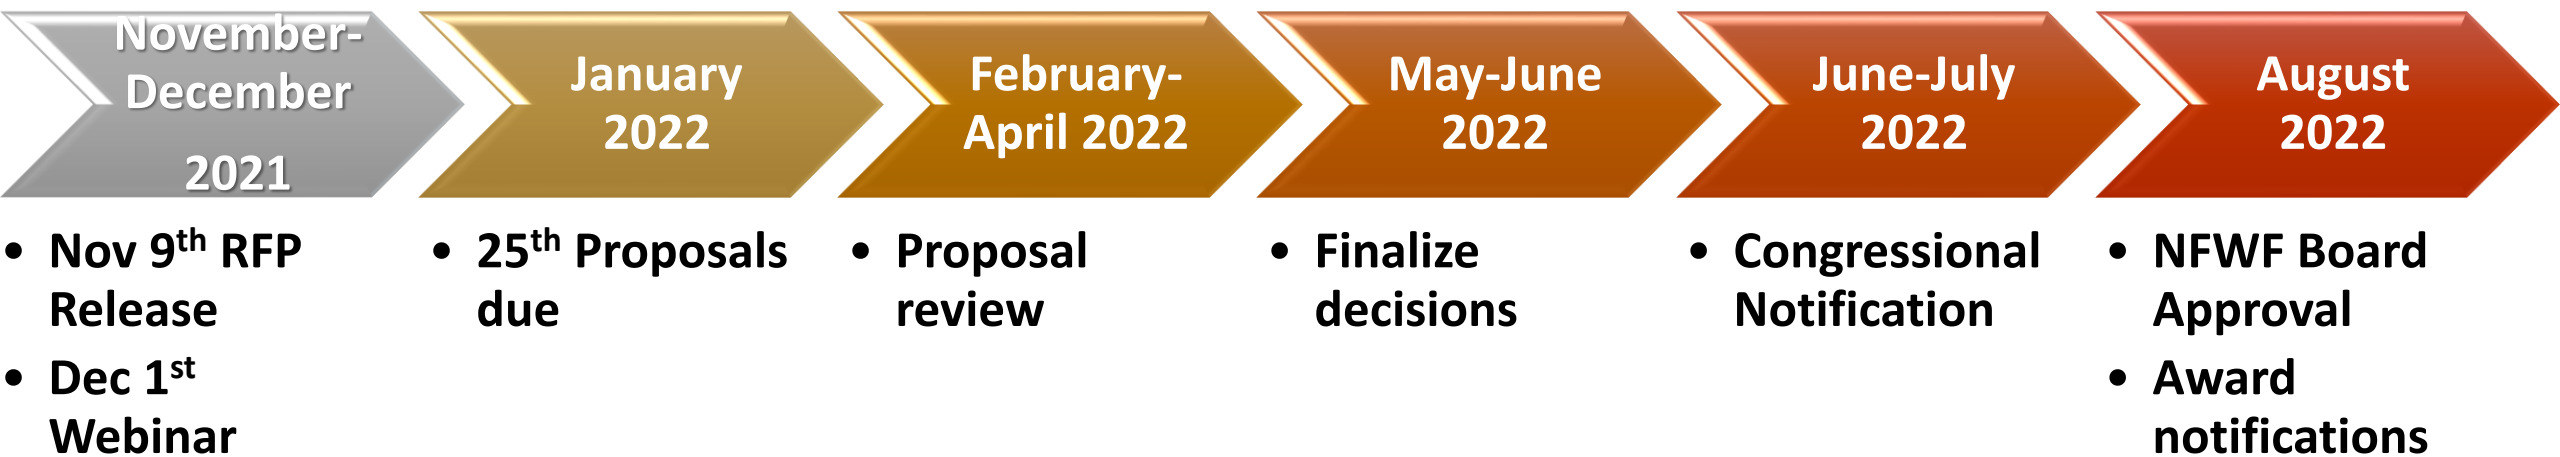 November-
December
2021
January
2022
February-
April 2022
May-June
2022
June-July
2022
August
2022
• Nov 9th RFP
Release
• Dec 1st
Webinar
• 25th Proposals
due
• Proposal
review
• Finalize
decisions
• Congressional
Notification
• NFWF Board
Approval
• Award
notifications